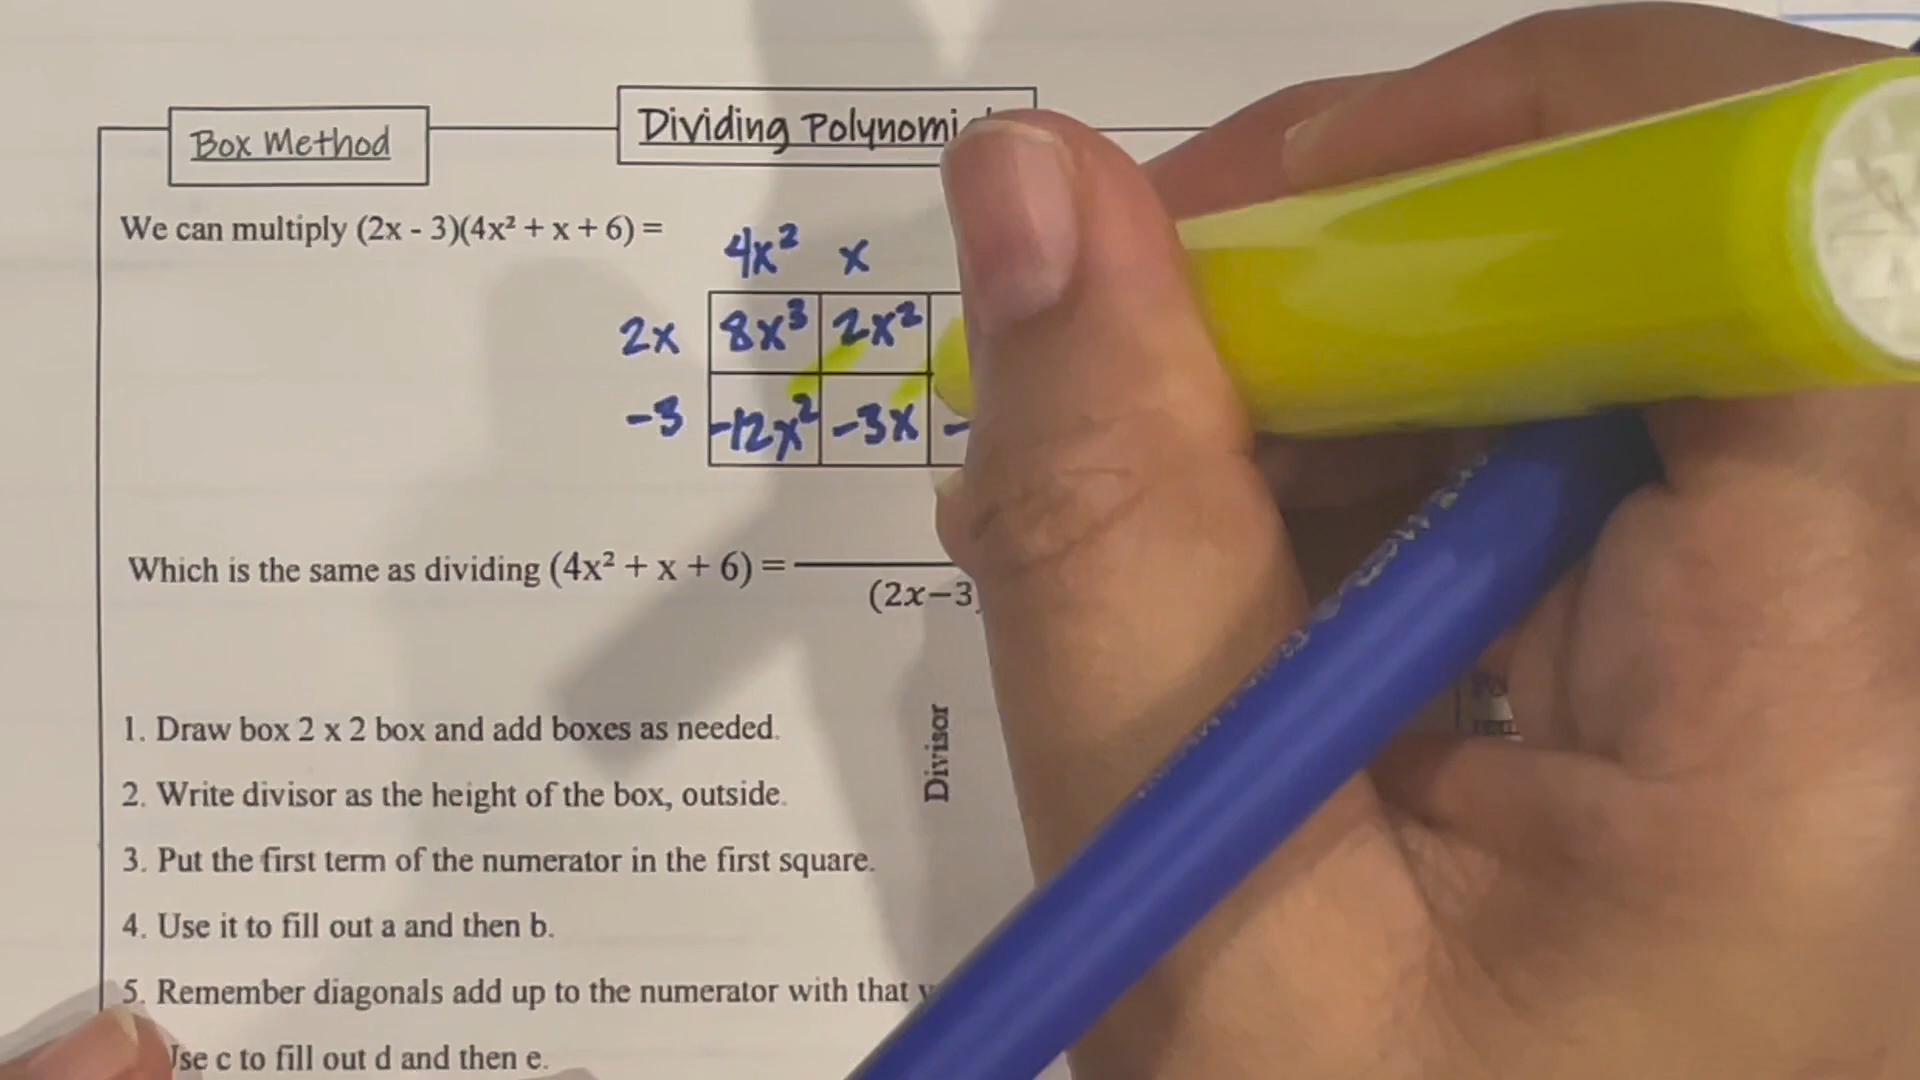 Box Method
Dividing
We can multiply (2x - 3)(4x² + x + 6) =
4x² x
2x 8x³ 2x²
-3 -12x² -3x -
Which is the same as dividing (4x² + x + 6) =
(2x−3
Divisor
1. Draw box 2 x 2 box and add boxes as needed.
2. Write divisor as the height of the box, outside.
3. Put the first term of the numerator in the first square.
4. Use it to fill out a and then b.
5. Remember diagonals add up to the numerator with that
c to fill out d and then e.